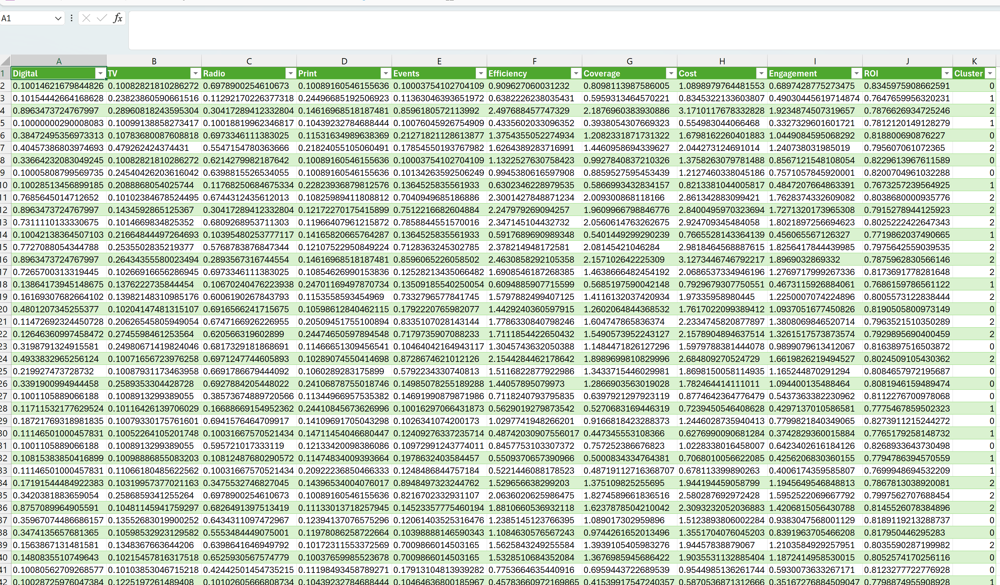 A1 fx
A B C D E F G H I J K
1 Digital TV Radio Print Events Efficiency Coverage Cost Engagement ROI Cluster
2 0.10014621679844826 0.10082821810286272 0.6978900254610673 0.10089160546155636 0.10003754102704109 0.909627060031232 0.8098113987586005 1.0898979764481553 0.6897428775273475 0.8345975908662591 0
3 0.10154442664168628 0.23823860590661516 0.11292170226377318 0.24496685192506923 0.11363046393651972 0.6382226238035431 0.5959313464570221 0.8345322133603807 0.49030445619714874 0.7647659956320231 1
4 0.8963473724767997 0.28960818243595304 0.30417289412332804 0.14616968518187481 0.8596180572113992 2.497688457747329 2.1876960383930886 3.1710117678332828 1.9234874507319657 0.7876626934725246 2
5 0.10000000290008083 0.10099138858273417 0.10018819962346817 0.10439232784688444 0.10076045926754909 0.4335602033096352 0.3938054307669323 0.554983044066468 0.3327329601601721 0.7812120149128279 1
6 0.38472495356973313 0.10783680087608818 0.6973346111383025 0.11531634989638369 0.21271821128613877 1.3754355052274934 1.2082331871731322 1.6798162260401883 1.0449084595068292 0.818800690876227 0
7 0.40457386803974693 0.479262424374431 0.5547154780363666 0.21824055105060491 0.17854550193767982 1.6264389283716991 1.4460958694339627 2.044273124691014 1.240738031985019 0.795607061072365 2
8 0.33664232083049245 0.10082821810286272 0.6214279982187642 0.10089160546155636 0.10003754102704109 1.1322527630758423 0.9927840837210326 1.3758263079781488 0.8567121548108054 0.8229613967611589 0
9 0.10005808799569735 0.24540426203616042 0.6398815526534055 0.10089160546155636 0.10134263592506249 0.9945380616597908 0.8859527595453439 1.2127460338045186 0.7571057845920001 0.8200704961032288 0
10 0.10028513456899185 0.2088868054025744 0.11768250684675334 0.22823936879812576 0.1364525835561933 0.6302346228979535 0.5866993432834157 0.8213381044005817 0.4847207664863391 0.7673257239564925 1
11 0.7685645014712652 0.10102384678524495 0.6744312435612013 0.10825989411808812 0.7040949685186886 2.3001427848871234 2.009300868118166 2.861342883099421 1.7628374332609082 0.8038680000935776 2
12 0.8963473724767997 0.1434592865125367 0.30417289412332804 0.12172270175415899 0.7512216682604884 2.247979269094257 1.9609966798846776 2.8400495970323694 1.7271320173965308 0.7915278944125923 2
13 0.7311110133330675 0.1014669834825352 0.6809268953711303 0.11966407961215872 0.7858844551570016 2.347145104432732 2.0560614763262675 2.924709345484058 1.8021897256694623 0.8025222422647343 2
14 0.10042138364507103 0.21664844497264693 0.10395480253777117 0.14165820665764287 0.1364525835561933 0.5917689690989348 0.5401449299290239 0.7665528143364139 0.456065567126327 0.7719862037490665 1
15 0.7727088054344788 0.2535502835219377 0.5768783876847344 0.12107522950849224 0.7128363245302785 2.378214948172581 2.08145421046284 2.9818464568887615 1.8256417844439985 0.7975642559039535 2
16 0.8963473724767997 0.26434355580023494 0.2893567316744554 0.14616968518187481 0.8596065226058502 2.4630858292105358 2.157102642225309 3.1273446746792217 1.8969032869332 0.7875962830566146 2
17 0.7265700313319445 0.1026691656286945 0.6973346111383025 0.10854626990153836 0.12528213435066482 1.6908546187268385 1.4638666482454192 2.0686537334946196 1.2769717999267336 0.8173691778281648 2
18 0.13864173945148675 0.1376222735844454 0.10670240476223938 0.24701169497870734 0.13509185540250054 0.6094885907715599 0.5685197590042148 0.7929679307750551 0.4673115926884061 0.7686159786561122 1
19 0.16169307682664102 0.13982148310985176 0.6006190267843793 0.1153558593454969 0.7332796577841745 1.5797882499407125 1.4116132037420934 1.97335958980445 1.2250007074224896 0.8005573122838444 2
20 0.4801207345255377 0.10204147481315107 0.6916566241715675 0.10598612840462115 0.1792220765982077 1.4429240360597915 1.2602064844368532 1.7617022099389412 1.0937051677450826 0.8190505800973149 0
21 0.11472692324450728 0.20626545805949054 0.6747166926226955 0.20509451755100894 0.8335107028143144 1.7786330840798246 1.604747865836374 2.2334745820877897 1.3808069846520714 0.7963521510350289 2
22 0.12646360997458472 0.2745598461253564 0.620566319602899 0.24474650597894548 0.7179735907088233 1.7111854422650432 1.5490573952243127 2.1578904894637514 1.3261517573873574 0.7929895690400459 2
23 0.3198791324915581 0.24980671419824046 0.6817329181868691 0.11466651309456541 0.10464042164943117 1.3045743632050388 1.1484471826127296 1.5979788381444078 0.9899079613412067 0.8163897516503872 0
24 0.4933832965256124 0.10071656723976258 0.6971247744605893 0.10289074550414698 0.8728674621012126 2.1544284462178642 1.8989699810829996 2.684809270524729 1.6619826219494527 0.8024509105430362 2
25 0.219927473728732 0.10087931173463958 0.6691786679444092 0.1060289283175899 0.5792234330740813 1.5116822877922986 1.3433715446029981 1.8698150058114935 1.165244870291294 0.8084657972195687 0
26 0.3391900994944458 0.2589353304428728 0.6927884205448022 0.24106878755018746 0.14985078255189288 1.44057895079973 1.2866903563019028 1.782464414111011 1.094400135488464 0.8081946159489474 0
27 0.1001105889066188 0.1008913299389055 0.38573674889720566 0.11344966957535382 0.14691990879871986 0.7118240793795835 0.6397921297923119 0.8774642364776479 0.5437363382230962 0.8112276700978068 0
28 0.11711532177629524 0.10116426139706029 0.16688669154952362 0.24410845673626996 0.10016297066431873 0.5629019279873542 0.5270683169446319 0.7239450546408628 0.4297137010586581 0.7775467859502323 1
29 0.18721769318981835 0.10079330175761601 0.6941576464709917 0.14109691705043298 0.1026341074200173 1.0297741948266201 0.9166818423288373 1.2446028735940413 0.7799821840349065 0.8273911215244272 0
30 0.11146501000457831 0.10052264105201748 0.10031667570521434 0.14711454046680447 0.12409276337235714 0.48742030907556017 0.447345553108366 0.6276990090681284 0.3742829360015884 0.7765179258148732 1
31 0.1001105889066188 0.1008913299389055 0.595721017333119 0.12133420098386086 0.10972991243774011 0.8457753103307372 0.757252386676823 1.0228338016458007 0.6423402616184126 0.8268933643730498 0
32 0.10815383850416899 0.10098886855083203 0.10812487680290572 0.11474834009393664 0.1978632403584457 0.5509370657390966 0.5000834334764381 0.7068010056622085 0.4256206830360155 0.7794786394570559 1
33 0.11146501000457831 0.11066180485622562 0.10031667570521434 0.20922236850466333 0.1248486844757184 0.5221446088178523 0.48719112716368707 0.678113399890263 0.4006174359585807 0.7699948694532209 1
34 0.17191544484922383 0.10319957377021163 0.3475532746827045 0.14396534004076017 0.8948497323244762 1.529656638299203 1.375109825255695 1.944194459058799 1.1945649546848813 0.7867813038920081 2
35 0.3420381883659054 0.2586859341255264 0.6978900254610673 0.10089160546155636 0.8216702332931107 2.0636020625986475 1.8274589661836516 2.580287692972428 1.5952522069667792 0.7997562707688454 2
36 0.8757089964905591 0.10481145941759297 0.6826491397513419 0.11133013718257945 0.14523357775460194 1.8810660536932118 1.6237878504210042 2.3093232052036883 1.4206815056430788 0.8145526078384896 2
37 0.35967074486686157 0.13552683019900252 0.6434311097472967 0.12394137076575296 0.12061403525316476 1.2385145123766395 1.089017302959896 1.5123893806002284 0.9383047568001129 0.8189119213288737 0
38 0.3474135657681365 0.10598532923129582 0.5553484449075001 0.11978086258722664 0.10398888146590343 1.1084630576567243 0.9744261652013496 1.3551704076045203 0.8391963705466208 0.817950446295283 0
39 0.1563867131481581 0.1348367663644206 0.6398641646949792 0.10172311553372569 0.7009866014503165 1.5625843249255584 1.3939105405983276 1.94457838879067 1.2103584929257951 0.8035590287199982 2
40 0.1480835510749643 0.10215457816317518 0.6525930567574779 0.10037659985523678 0.7009866014503165 1.5328510684352084 1.3676985945686422 1.9035531132885404 1.1872414958530015 0.8052574170256116 0
41 0.10080562709268577 0.10103853046715218 0.42442501454735215 0.11198493458789271 0.17913104813939282 0.7753664635440916 0.6959443722689539 0.9544985136261744 0.5930073633267171 0.8123277722776928 0
42 0.10028725976047384 0.1225197261489408 0.10102605666808734 0.10439232784688444 0.10464636800185967 0.45783660972169865 0.41539917547240357 0.5870536871312666 0.35167276884509047 0.7798874955908928 1